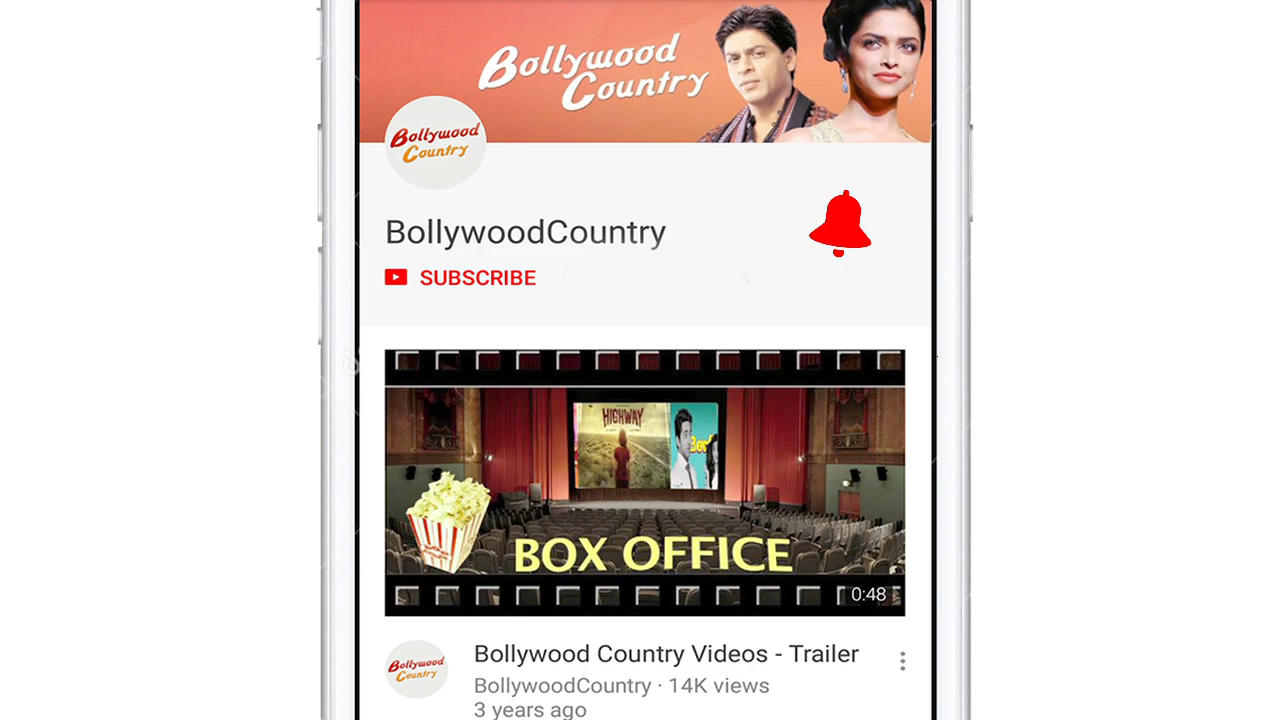 Bollywood
Country
Bollywood
Country
BollywoodCountry
SUBSCRIBE
HIGHWAY
BOX OFFICE
0:48
Bollywood
Country
Bollywood Country Videos - Trailer
BollywoodCountry · 14K views
3 years ago